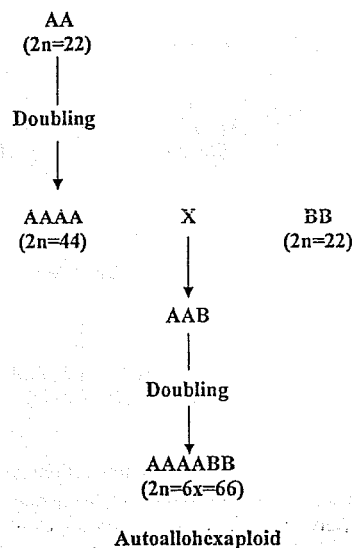 AA
(2n=22)
Doubling
AAAA X BB
(2n=44) (2n=22)
AAB
Doubling
AAAABB
(2n=6x=66)
Autoallohexaploid